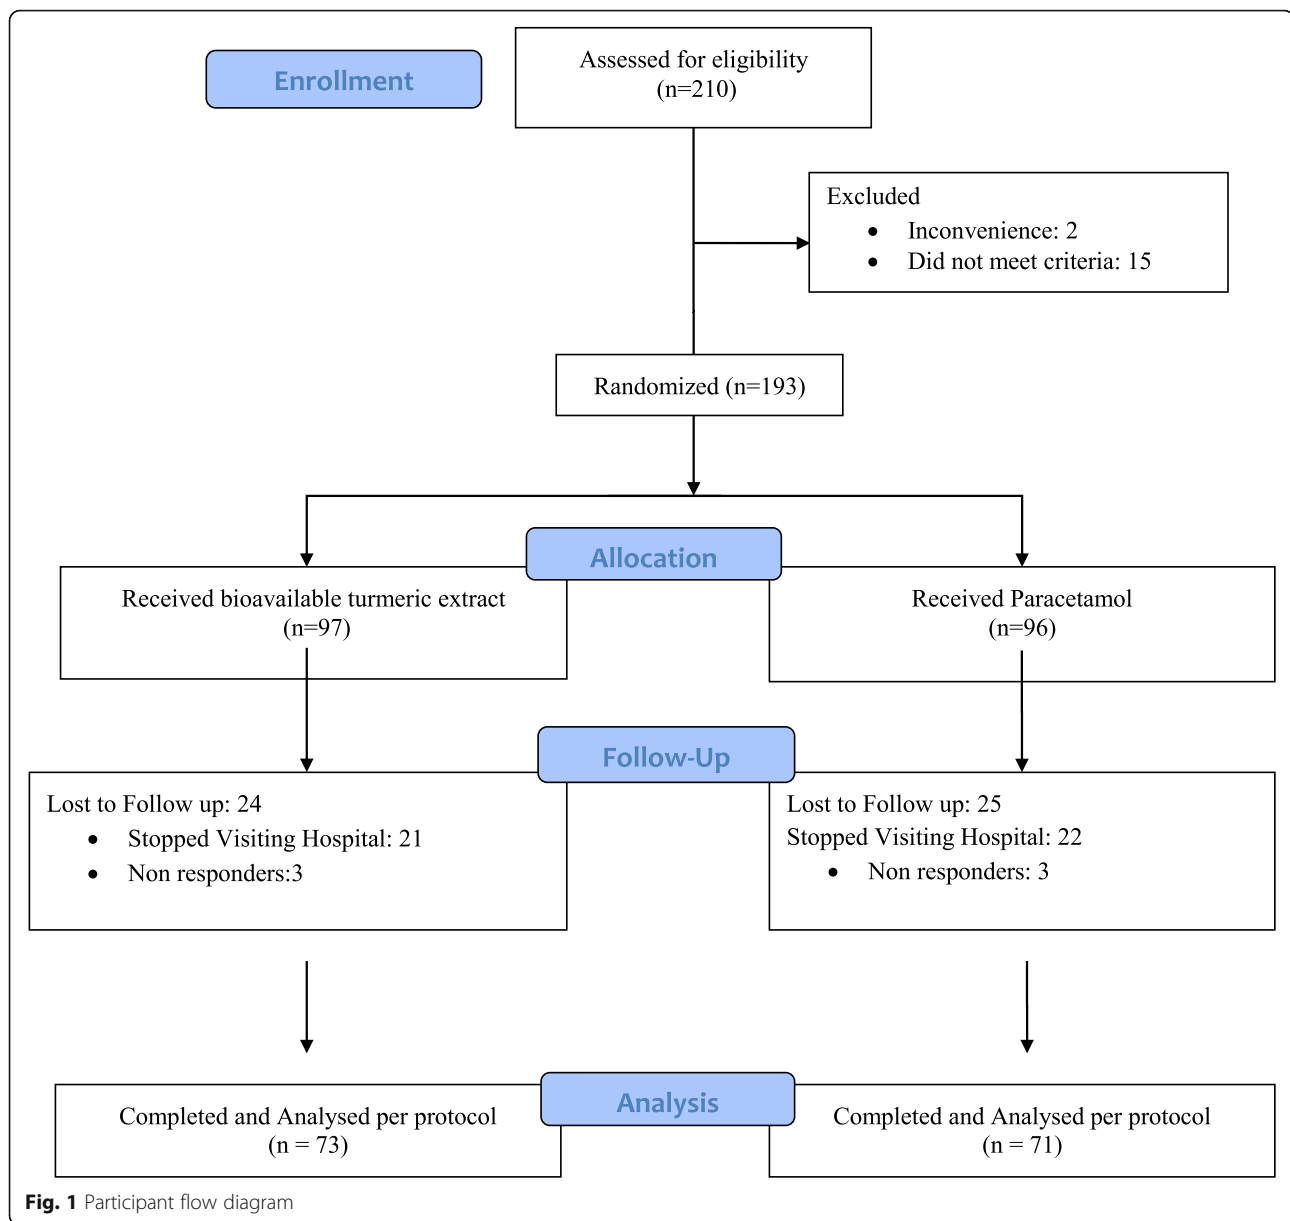 Enrollment
Assessed for eligibility
(n=210)
Excluded
• Inconvenience: 2
• Did not meet criteria: 15
Randomized (n=193)
Allocation
Received bioavailable turmeric extract
(n=97)
Received Paracetamol
(n=96)
Follow-Up
Lost to Follow up: 24
• Stopped Visiting Hospital: 21
• Non responders:3
Lost to Follow up: 25
Stopped Visiting Hospital: 22
• Non responders: 3
Analysis
Completed and Analysed per protocol
(n = 73)
Completed and Analysed per protocol
(n = 71)
Fig. 1 Participant flow diagram